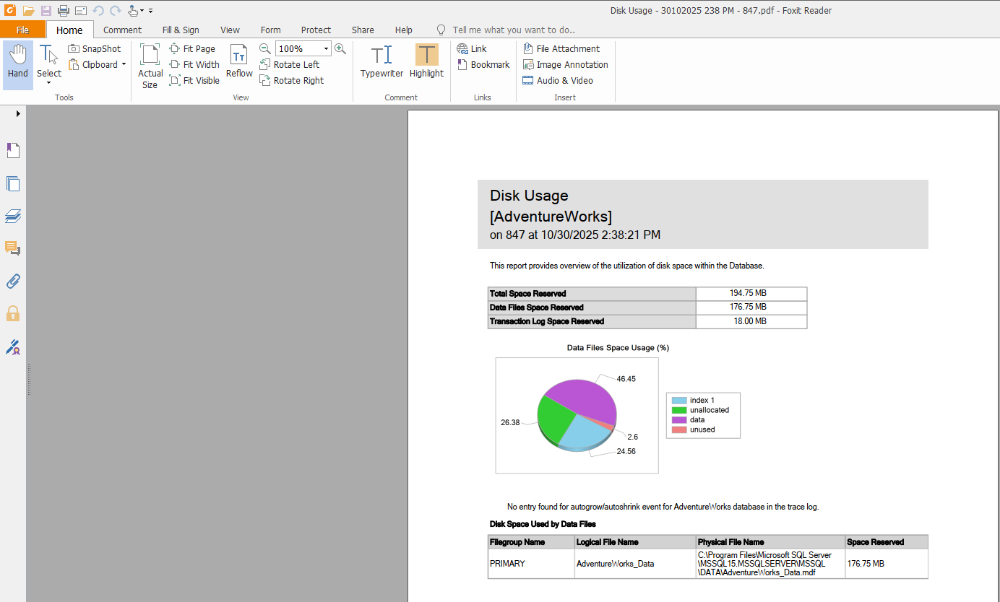 Disk Usage - 30102025 238 PM - 847.pdf - Foxit Reader
File Home Comment Fill & Sign View Form Protect Share Help Tell me what you want to do..
Hand
Select
SnapShot
Clipboard
Tools
Actual Size
Fit Page
Fit Width
Fit Visible
Reflow
100%
Rotate Left
Rotate Right
View
Typewriter
Highlight
Comment
Link
Bookmark
Links
File Attachment
Image Annotation
Audio & Video
Insert
Disk Usage
[AdventureWorks]
on 847 at 10/30/2025 2:38:21 PM
This report provides overview of the utilization of disk space within the Database.
Total Space Reserved 194.75 MB
Data Files Space Reserved 176.75 MB
Transaction Log Space Reserved 18.00 MB
Data Files Space Usage (%)
46.45
26.38
2.6
24.56
index 1
unallocated
data
unused
No entry found for autogrow/autoshrink event for AdventureWorks database in the trace log.
Disk Space Used by Data Files
Filegroup Name Logical File Name Physical File Name Space Reserved
PRIMARY AdventureWorks_Data C:\Program Files\Microsoft SQL Server
\MSSQL15.MSSQLSERVER\MSSQL
\DATA\AdventureWorks_Data.mdf 176.75 MB